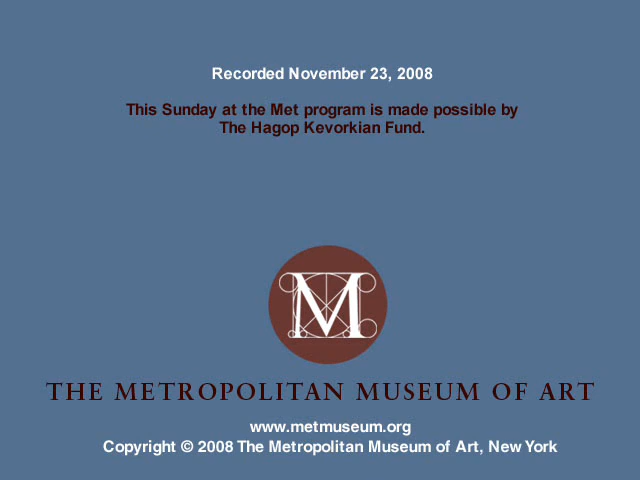 Recorded November 23, 2008
This Sunday at the Met program is made possible by
The Hagop Kevorkian Fund.
M
THE METROPOLITAN MUSEUM OF ART
www.metmuseum.org
Copyright © 2008 The Metropolitan Museum of Art, New York